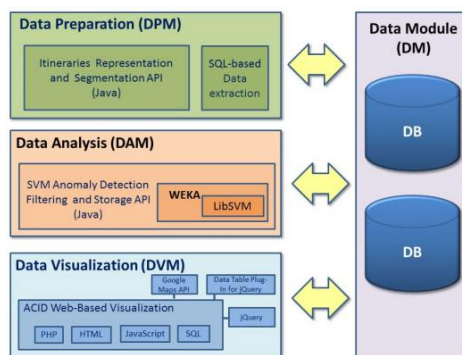 Data Preparation (DPM)
Itineraries Representation
and Segmentation API
(Java)
SQL-based
Data
extraction
Data Analysis (DAM)
SVM Anomaly Detection
Filtering and Storage API
(Java)
WEKA
LibSVM
Data Visualization (DVM)
Google
Maps API
Data Table Plug-
In for jQuery
ACID Web-Based Visualization
jQuery
PHP
HTML
JavaScript
SQL
Data Module
(DM)
DB
DB